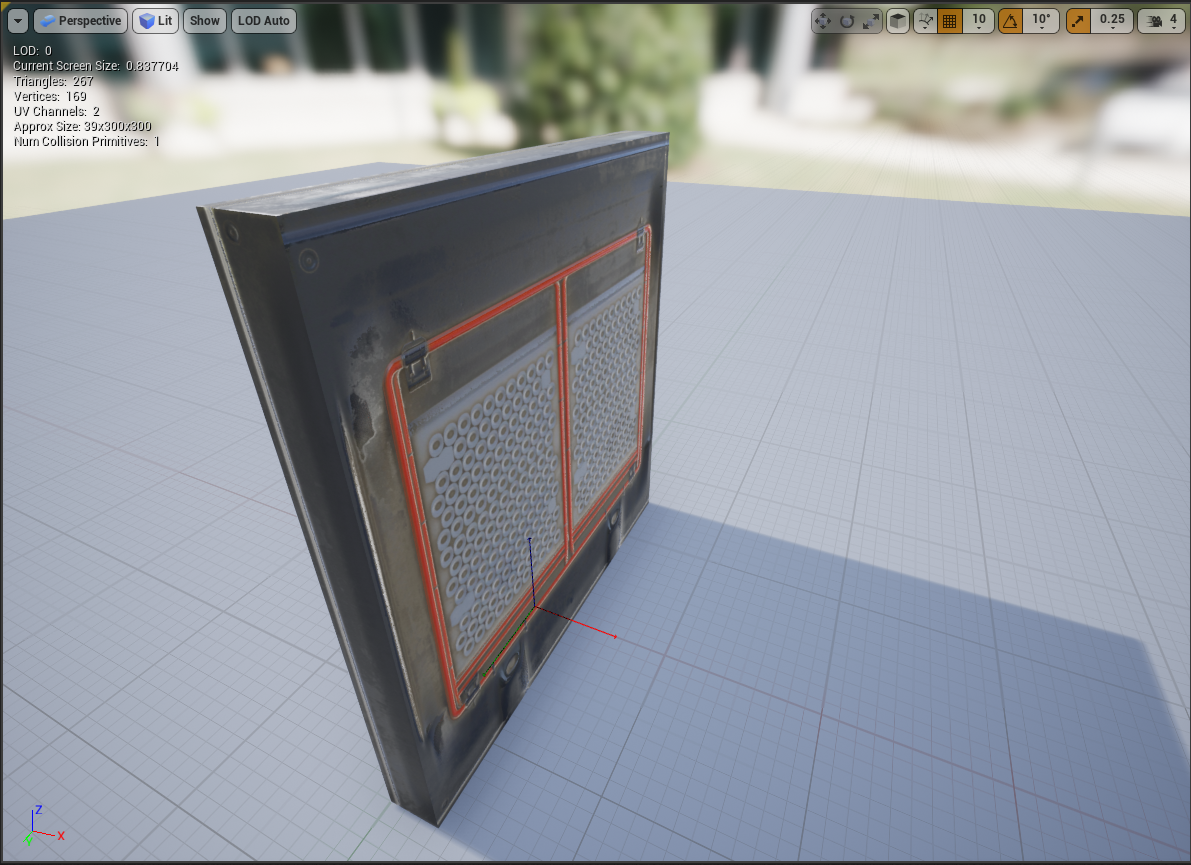 Perspective Lit Show LOD Auto 10 10° 0.25 4
LOD: 0
Current Screen Size: 0.837704
Triangles: 267
Vertices: 169
UV Channels: 2
Approx Size: 39x300x300
Num Collision Primitives: 1
Z
X